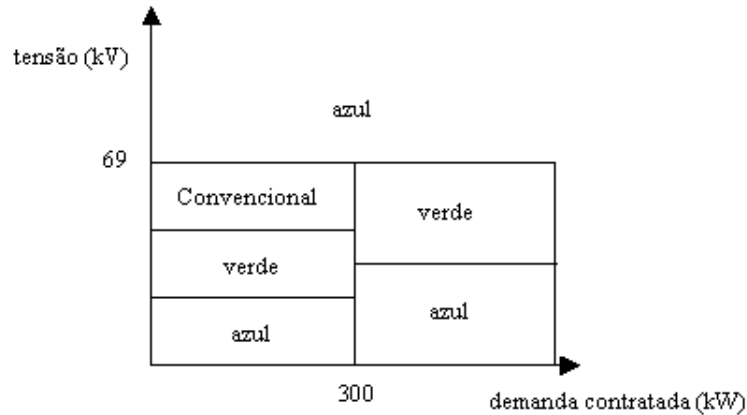 tensão (kV)
azul
69
Convencional
verde
verde
azul
azul
300
demanda contratada (kW)